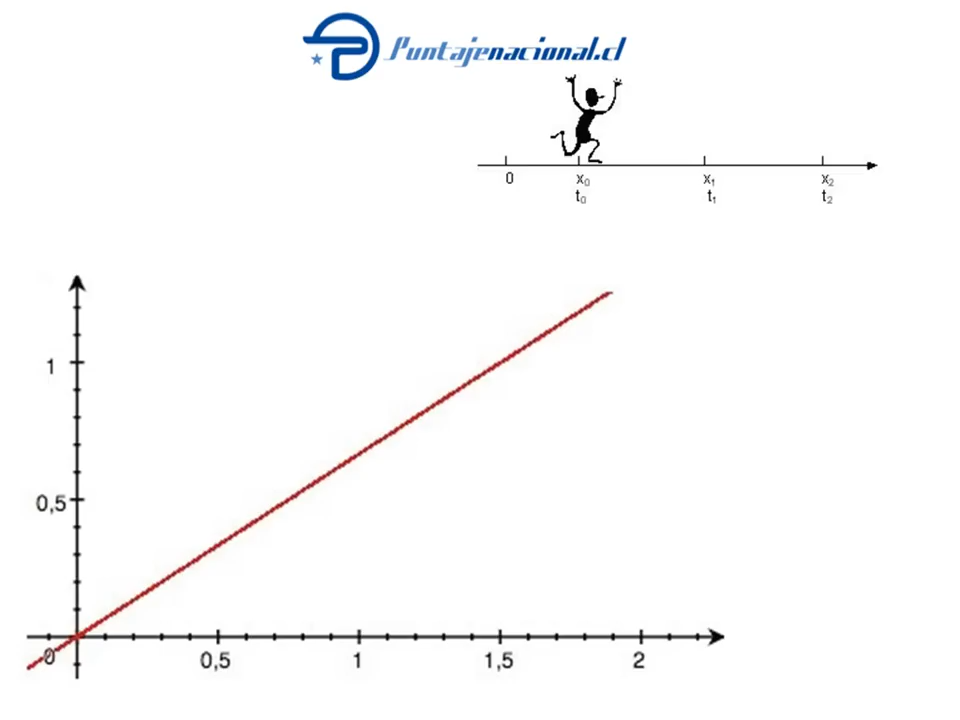 Puntajenacional.cl
0 x₀ x₁ x₂
t₀ t₁ t₂
1
0,5
0
0,5 1 1,5 2